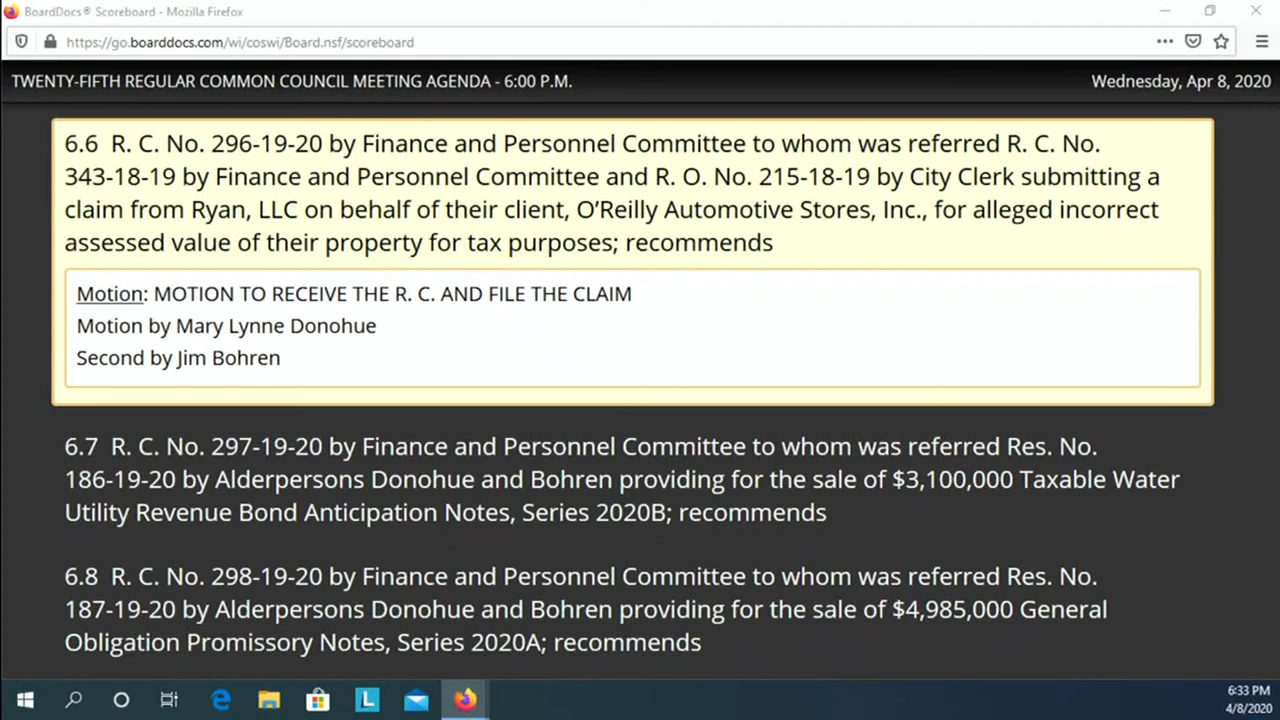 BoardDocs® Scoreboard - Mozilla Firefox
https://go.boarddocs.com/wi/coswi/Board.nsf/scoreboard
TWENTY-FIFTH REGULAR COMMON COUNCIL MEETING AGENDA - 6:00 P.M.
Wednesday, Apr 8, 2020
6.6 R. C. No. 296-19-20 by Finance and Personnel Committee to whom was referred R. C. No.
343-18-19 by Finance and Personnel Committee and R. O. No. 215-18-19 by City Clerk submitting a
claim from Ryan, LLC on behalf of their client, O’Reilly Automotive Stores, Inc., for alleged incorrect
assessed value of their property for tax purposes; recommends
Motion: MOTION TO RECEIVE THE R. C. AND FILE THE CLAIM
Motion by Mary Lynne Donohue
Second by Jim Bohren
6.7 R. C. No. 297-19-20 by Finance and Personnel Committee to whom was referred Res. No.
186-19-20 by Alderpersons Donohue and Bohren providing for the sale of $3,100,000 Taxable Water
Utility Revenue Bond Anticipation Notes, Series 2020B; recommends
6.8 R. C. No. 298-19-20 by Finance and Personnel Committee to whom was referred Res. No.
187-19-20 by Alderpersons Donohue and Bohren providing for the sale of $4,985,000 General
Obligation Promissory Notes, Series 2020A; recommends
L
6:33 PM
4/8/2020